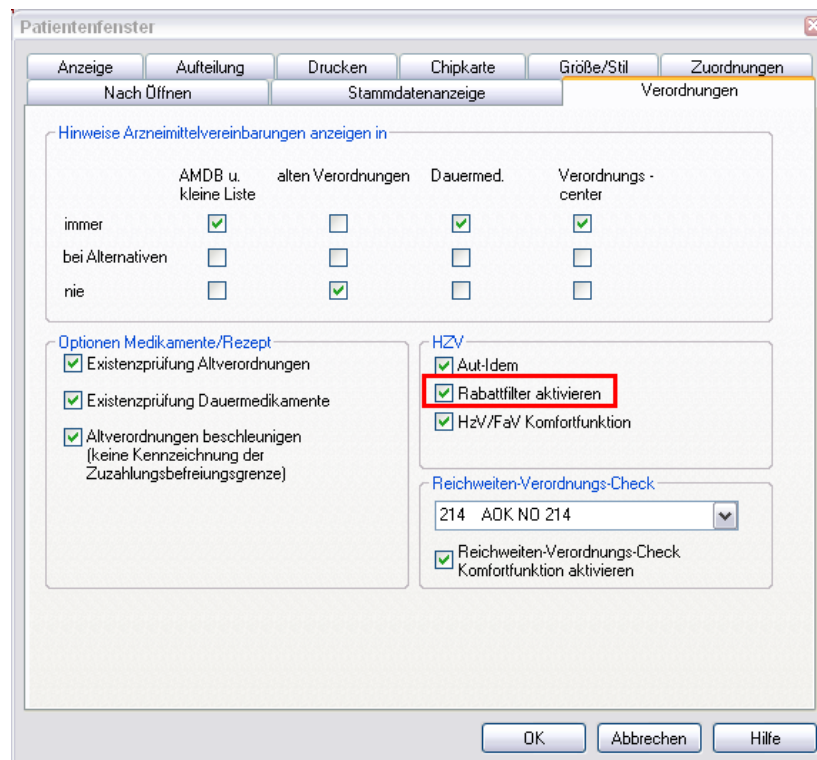 Patientenfenster
Anzeige Aufteilung Drucken Chipkarte Größe/Stil Zuordnungen
Nach Öffnen Stammdatenanzeige Verordnungen
Hinweise Arzneimittelvereinbarungen anzeigen in
AMDB u. alten Verordnungen Dauermed. Verordnungs -
kleine Liste center
immer
bei Alternativen
nie
Optionen Medikamente/Rezept
Existenzprüfung Altverordnungen
Existenzprüfung Dauermedikamente
Altverordnungen beschleunigen
(keine Kennzeichnung der
Zuzahlungsbefreiungsgrenze)
HZV
Aut-Idem
Rabattfilter aktivieren
HzV/FaV Komfortfunktion
Reichweiten-Verordnungs-Check
214 AOK NO 214
Reichweiten-Verordnungs-Check
Komfortfunktion aktivieren
OK Abbrechen Hilfe